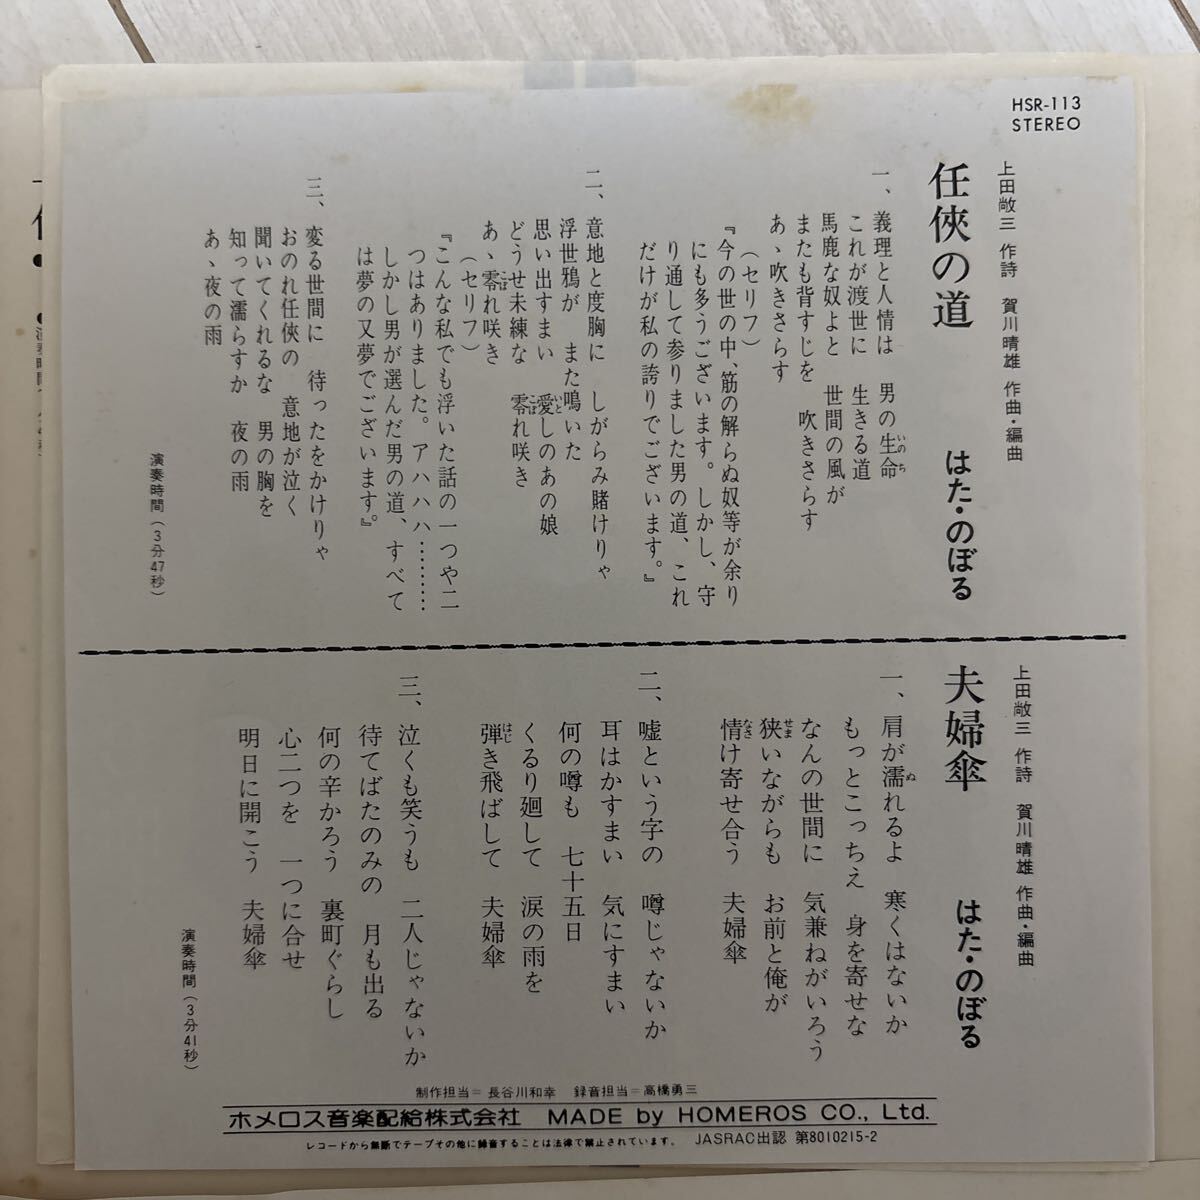 HSR-113
STEREO
上田敞三 作詩 賀川晴雄 作曲・編曲
任侠の道 はた・のぼる
一、義理と人情は 男の生命
いのち
これが渡世に 生きる道
馬鹿な奴よと 世間の風が
またも背すじを 吹きさらす
あゝ吹きさらす
(セリフ)
『今の世の中、筋の解らぬ奴等が余り
にも多うございます。しかし、守
り通して参りました男の道、これ
だけが私の誇りでございます。』
二、意地と度胸に しがらみ賭けりゃ
浮世鴉が また鳴いた
思い出すまい 愛しのあの娘
いと
どうせ未練な 零れ咲き
こぼ
あゝ零れ咲き
こぼ
(セリフ)
『こんな私でも浮いた話の一つや二
つはありました。アハハハ………
しかし男が選んだ男の道、すべて
は夢の又夢でございます。』
三、変る世間に 待ったをかけりゃ
おのれ任侠の 意地が泣く
聞いてくれるな 男の胸を
知って濡らすか 夜の雨
あゝ夜の雨
演奏時間(3分47秒)
上田敞三 作詩 賀川晴雄 作曲・編曲
夫婦傘 はた・のぼる
一、肩が濡れるよ 寒くはないか
ぬ
もっとこっちえ 身を寄せな
なんの世間に 気兼ねがいろう
狭いながらも お前と俺が
せま
情け寄せ合う 夫婦傘
なさ
二、嘘という字の 噂じゃないか
耳はかすまい 気にすまい
何の噂も 七十五日
くるり廻して 涙の雨を
弾き飛ばして 夫婦傘
はじ
三、泣くも笑うも 二人じゃないか
待てばたのみの 月も出る
何の辛かろう 裏町ぐらし
心二つを 一つに合せ
明日に開こう 夫婦傘
演奏時間(3分41秒)
制作担当=長谷川和幸 録音担当=高橋勇三
ホメロス音楽配給株式会社 MADE by HOMEROS CO., Ltd.
レコードから無断でテープその他に録音することは法律で禁止されています。 JASRAC出認 第8010215-2